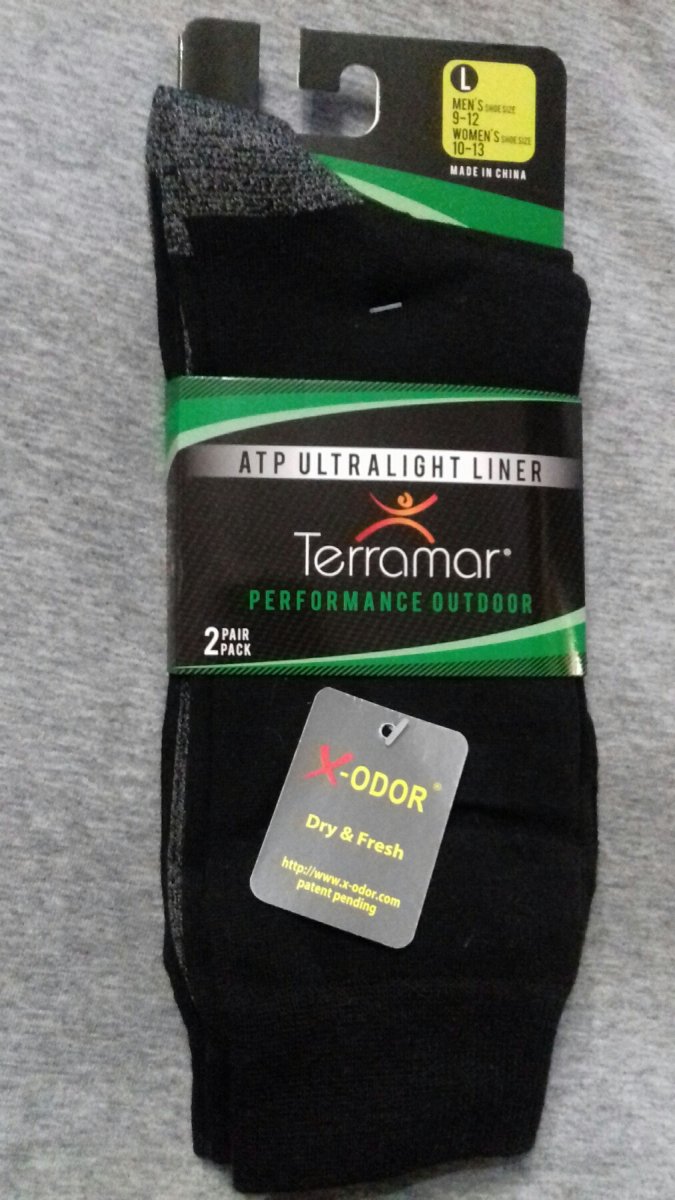 L
MEN'S SHOE SIZE
9-12
WOMEN'S SHOE SIZE
10-13
MADE IN CHINA
ATP ULTRALIGHT LINER
Terramar®
PERFORMANCE OUTDOOR
2 PAIR
PACK
X-ODOR®
Dry & Fresh
http://www.x-odor.com
patent pending